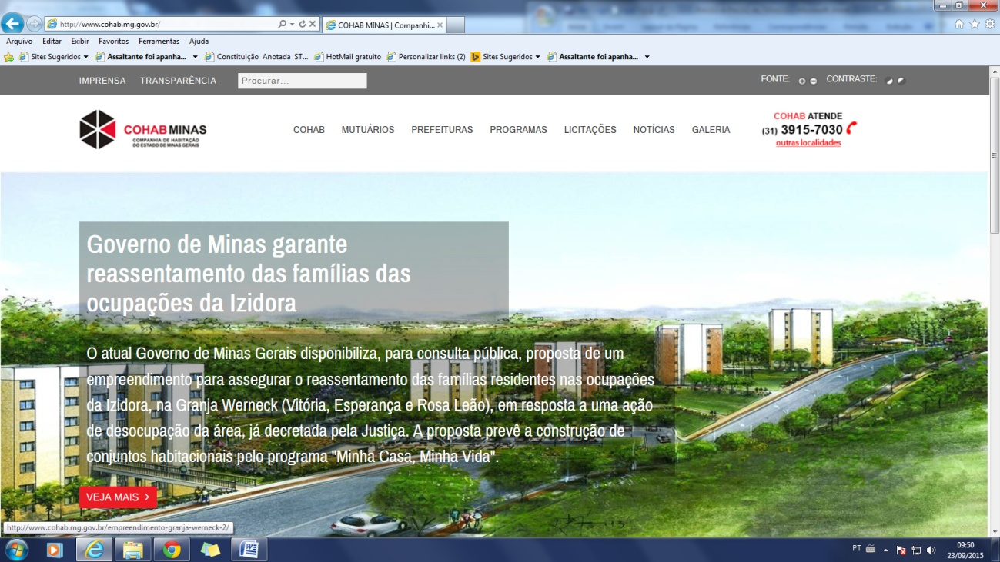 http://www.cohab.mg.gov.br/
COHAB MINAS | Companhi...
Arquivo Editar Exibir Favoritos Ferramentas Ajuda
Sites Sugeridos Assaltante foi apanha... Constituição Anotada ST... HotMail gratuito Personalizar links (2) Sites Sugeridos Assaltante foi apanha...
IMPRENSA TRANSPARÊNCIA Procurar... FONTE: CONTRASTE:
COHAB MINAS
COMPANHIA DE HABITAÇÃO
DO ESTADO DE MINAS GERAIS
COHAB MUTUÁRIOS PREFEITURAS PROGRAMAS LICITAÇÕES NOTÍCIAS GALERIA
COHAB ATENDE
(31) 3915-7030
outras localidades
Governo de Minas garante
reassentamento das famílias das
ocupações da Izidora
O atual Governo de Minas Gerais disponibiliza, para consulta pública, proposta de um
empreendimento para assegurar o reassentamento das famílias residentes nas ocupações
da Izidora, na Granja Werneck (Vitória, Esperança e Rosa Leão), em resposta a uma ação
de desocupação da área, já decretada pela Justiça. A proposta prevê a construção de
conjuntos habitacionais pelo programa "Minha Casa, Minha Vida".
VEJA MAIS
http://www.cohab.mg.gov.br/empreendimento-granja-werneck-2/
PT
09:50
23/09/2015